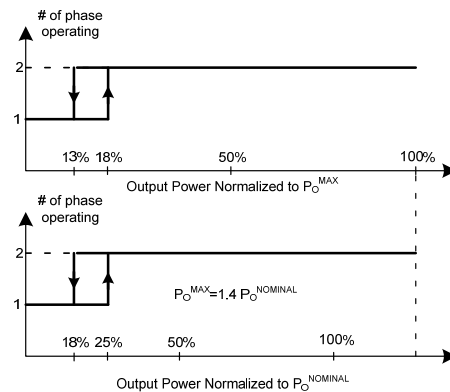 # of phase
operating
2
1
13% 18% 50% 100%
Output Power Normalized to P_O^MAX
# of phase
operating
2
1
P_O^MAX=1.4 P_O^NOMINAL
18% 25% 50% 100%
Output Power Normalized to P_O^NOMINAL